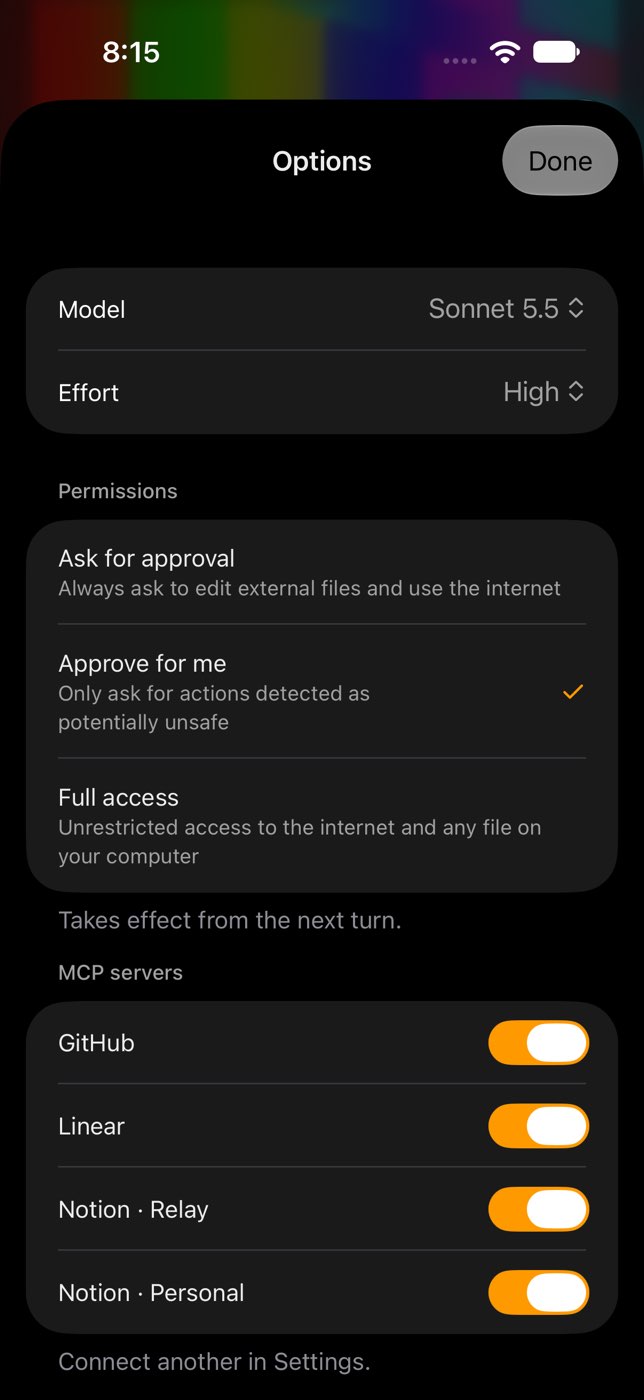 8:15
Options
Done
Model
Sonnet 5.5
Effort
High
Permissions
Ask for approval
Always ask to edit external files and use the internet
Approve for me
Only ask for actions detected as
potentially unsafe
Full access
Unrestricted access to the internet and any file on
your computer
Takes effect from the next turn.
MCP servers
GitHub
Linear
Notion · Relay
Notion · Personal
Connect another in Settings.